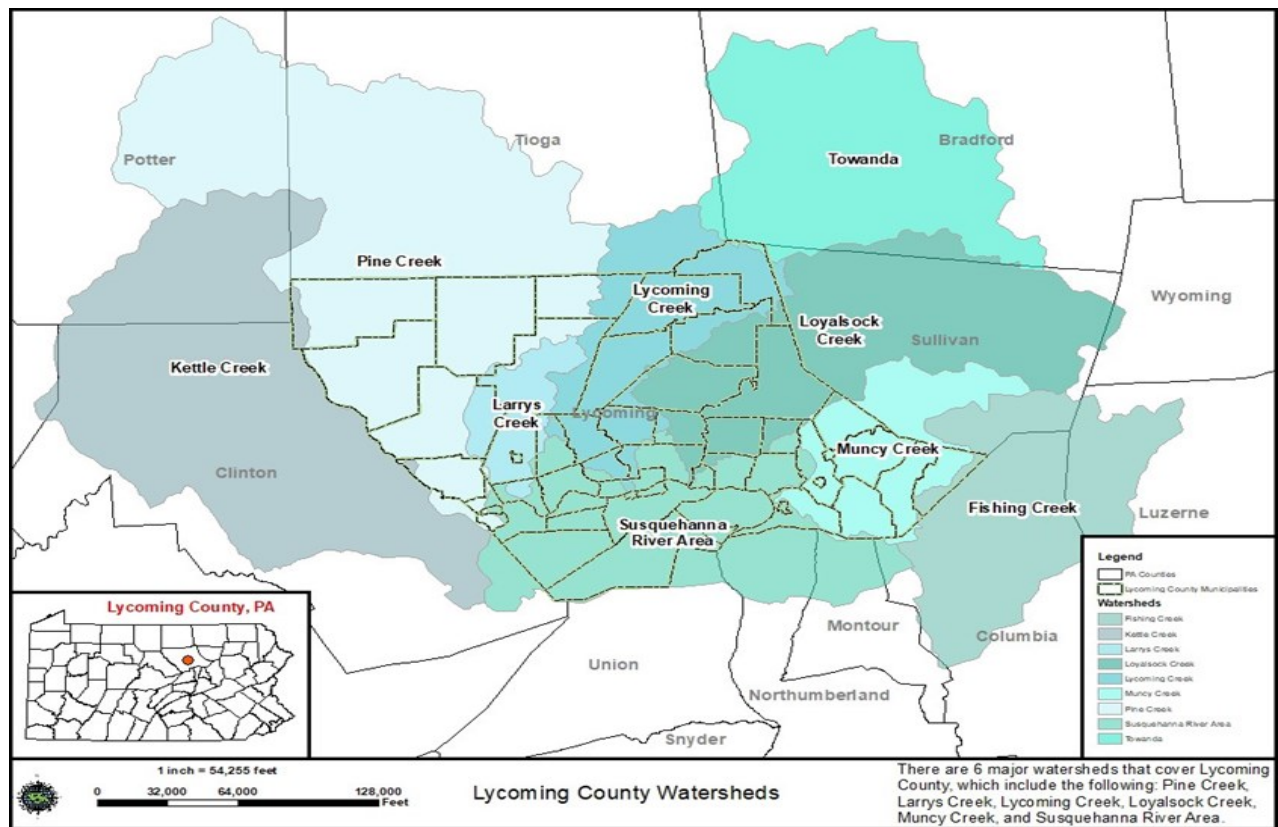 Tioga
Bradford
Potter
Towanda
Pine Creek
Lycoming
Creek
Wyoming
Loyalsock
Creek
Sullivan
Kettle Creek
Larrys
Creek
Lycoming
Muncy Creek
Clinton
Fishing Creek
Luzerne
Susquehanna
River Area
Montour
Columbia
Union
Northumberland
Snyder
Legend
PA Counties
Lycoming County Municipalities
Watersheds
Fishing Creek
Kettle Creek
Larrys Creek
Loyalsock Creek
Lycoming Creek
Muncy Creek
Pine Creek
Susquehanna River Area
Towanda
Lycoming County, PA
1 inch = 54,255 feet
0 32,000 64,000 128,000
Feet
Lycoming County Watersheds
There are 6 major watersheds that cover Lycoming
County, which include the following: Pine Creek,
Larrys Creek, Lycoming Creek, Loyalsock Creek,
Muncy Creek, and Susquehanna River Area.